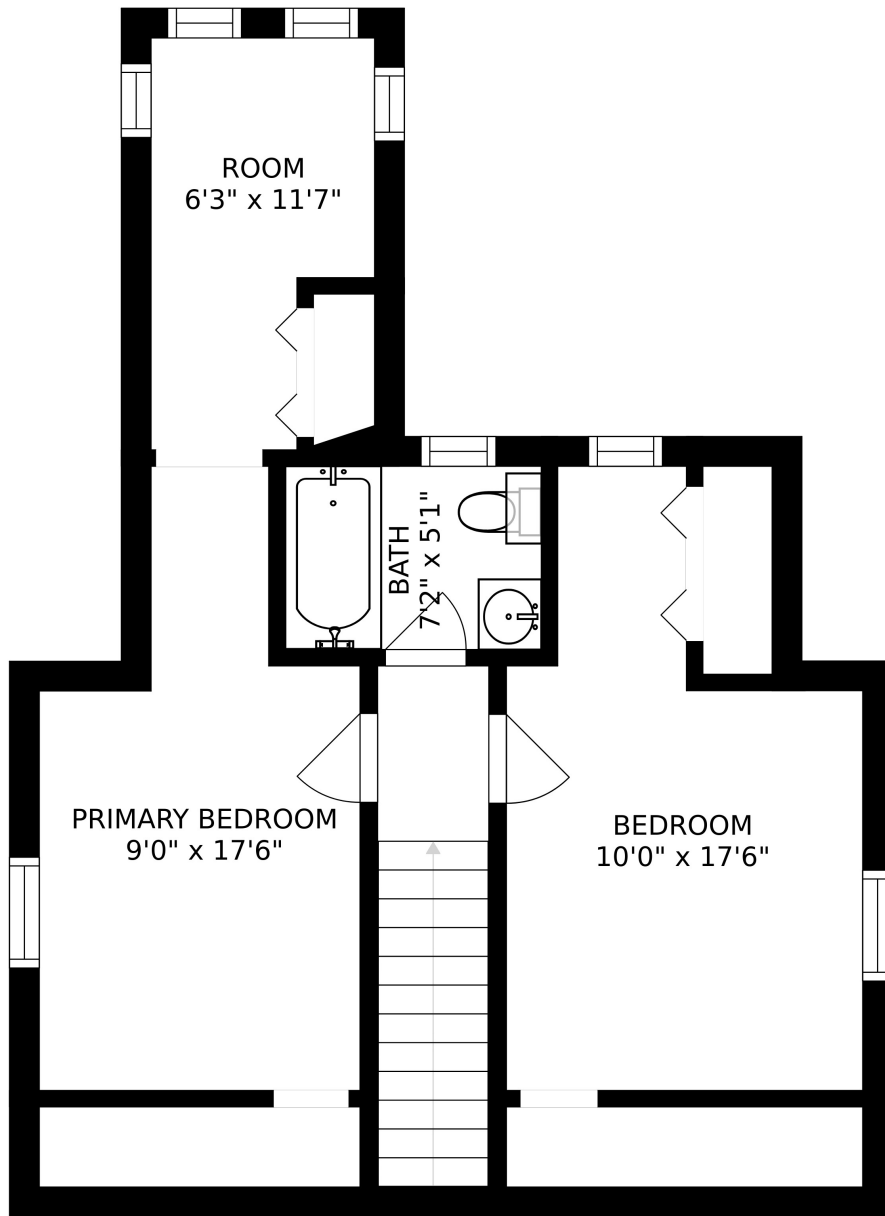 ROOM
6'3" x 11'7"
BATH
7'2" x 5'1"
PRIMARY BEDROOM
9'0" x 17'6"
BEDROOM
10'0" x 17'6"